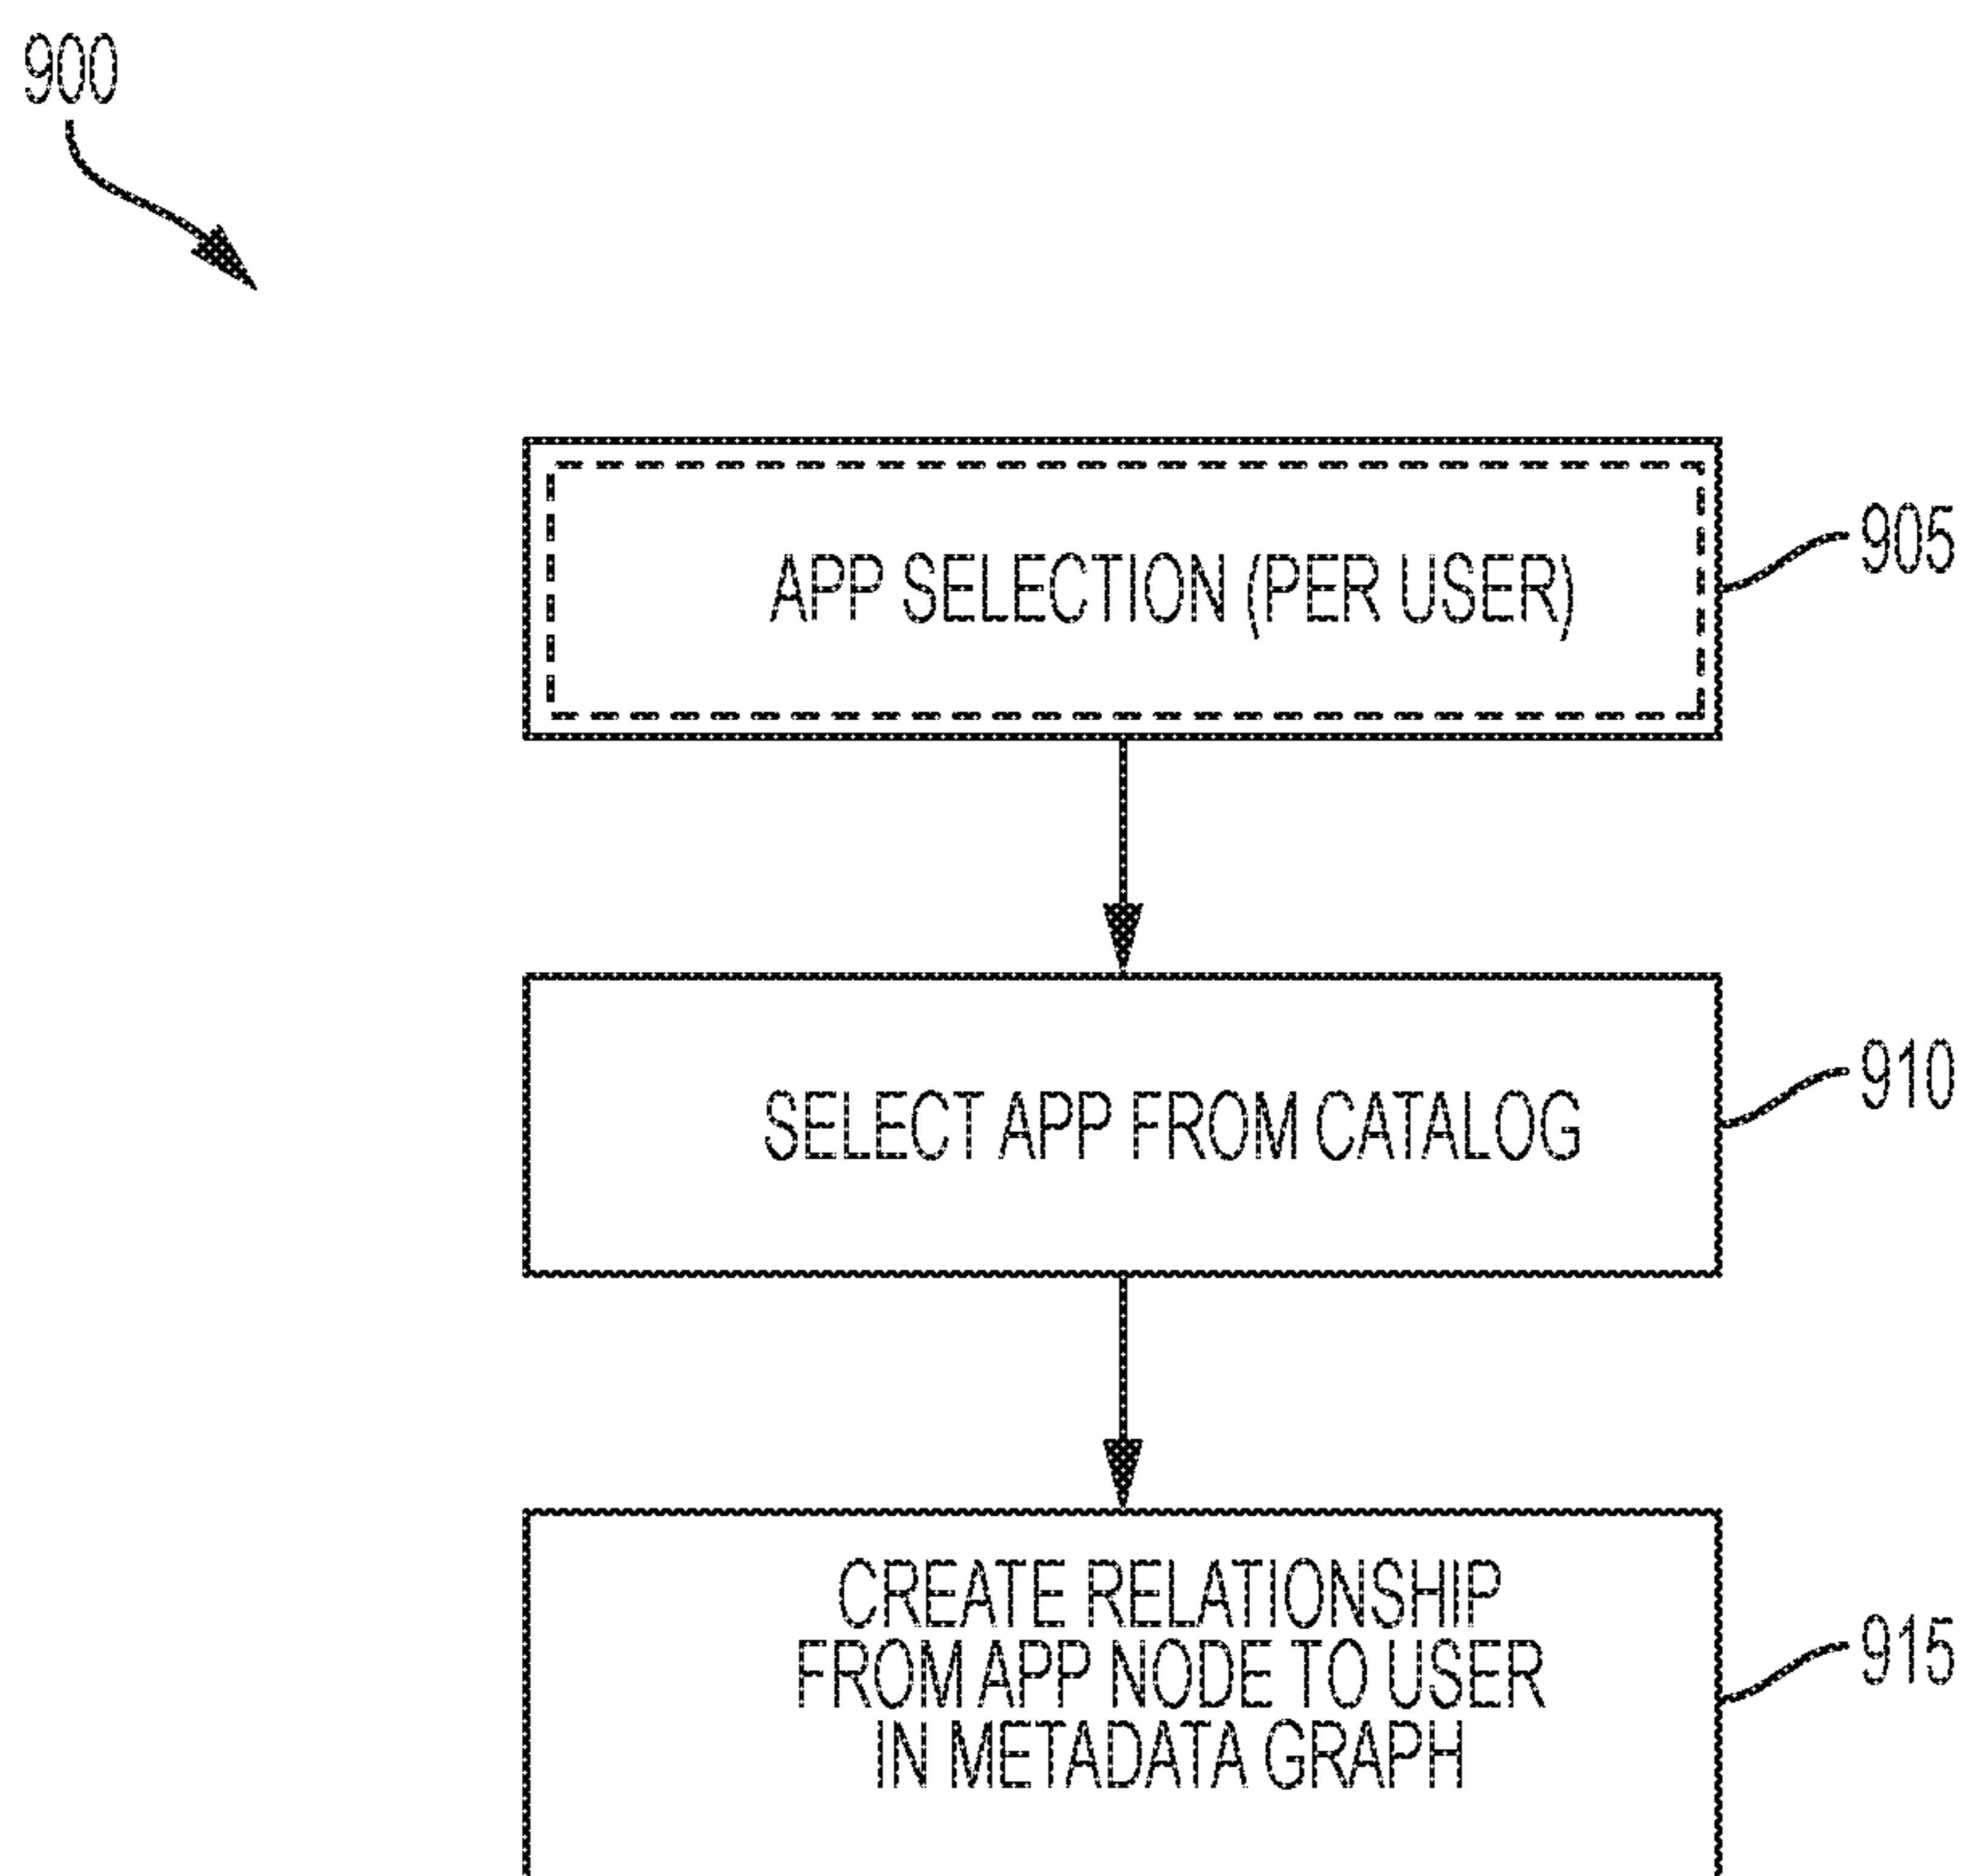 900
APP SELECTION (PER USER)
905
SELECT APP FROM CATALOG
910
CREATE RELATIONSHIP
FROM APP NODE TO USER
IN METADATA GRAPH
915